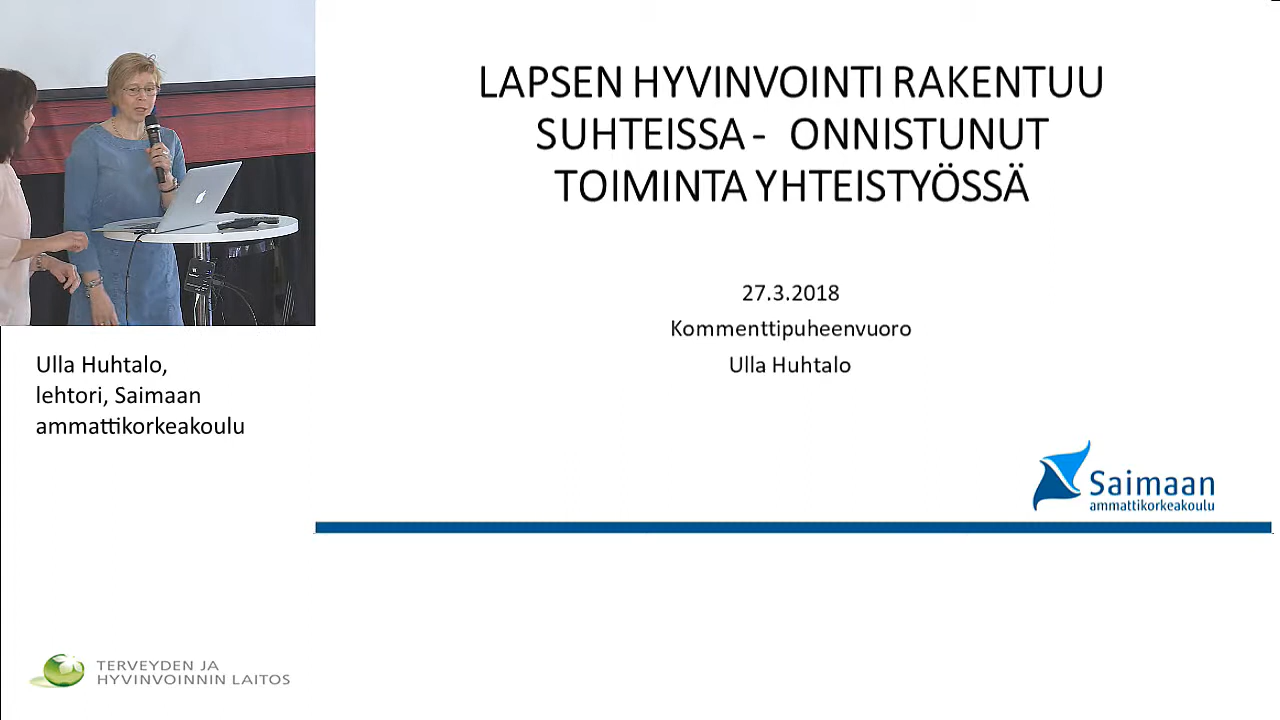 LAPSEN HYVINVOINTI RAKENTUU
SUHTEISSA - ONNISTUNUT
TOIMINTA YHTEISTYÖSSÄ
27.3.2018
Kommenttipuheenvuoro
Ulla Huhtalo
Ulla Huhtalo,
lehtori, Saimaan
ammattikorkeakoulu
Saimaan
ammattikorkeakoulu
TERVEYDEN JA
HYVINVOINNIN LAITOS